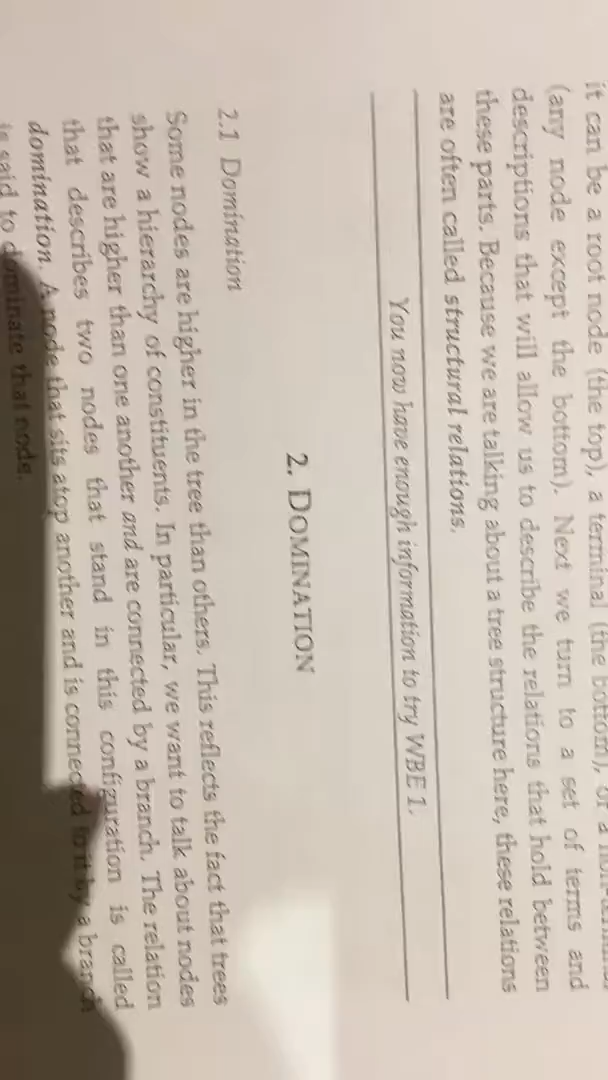 it can be a root node (the top), a terminal (the bottom), or a
(any node except the bottom). Next we turn to a set of terms and
descriptions that will allow us to describe the relations that hold between
these parts. Because we are talking about a tree structure here, these relations
are often called structural relations.
You now have enough information to try WBE 1.
2. DOMINATION
2.1 Domination
Some nodes are higher in the tree than others. This reflects the fact that trees
show a hierarchy of constituents. In particular, we want to talk about nodes
that are higher than one another and are connected by a branch. The relation
that describes two nodes that stand in this configuration is called
domination. A node that sits atop another and is connected to it by a branch
is said to dominate that node.